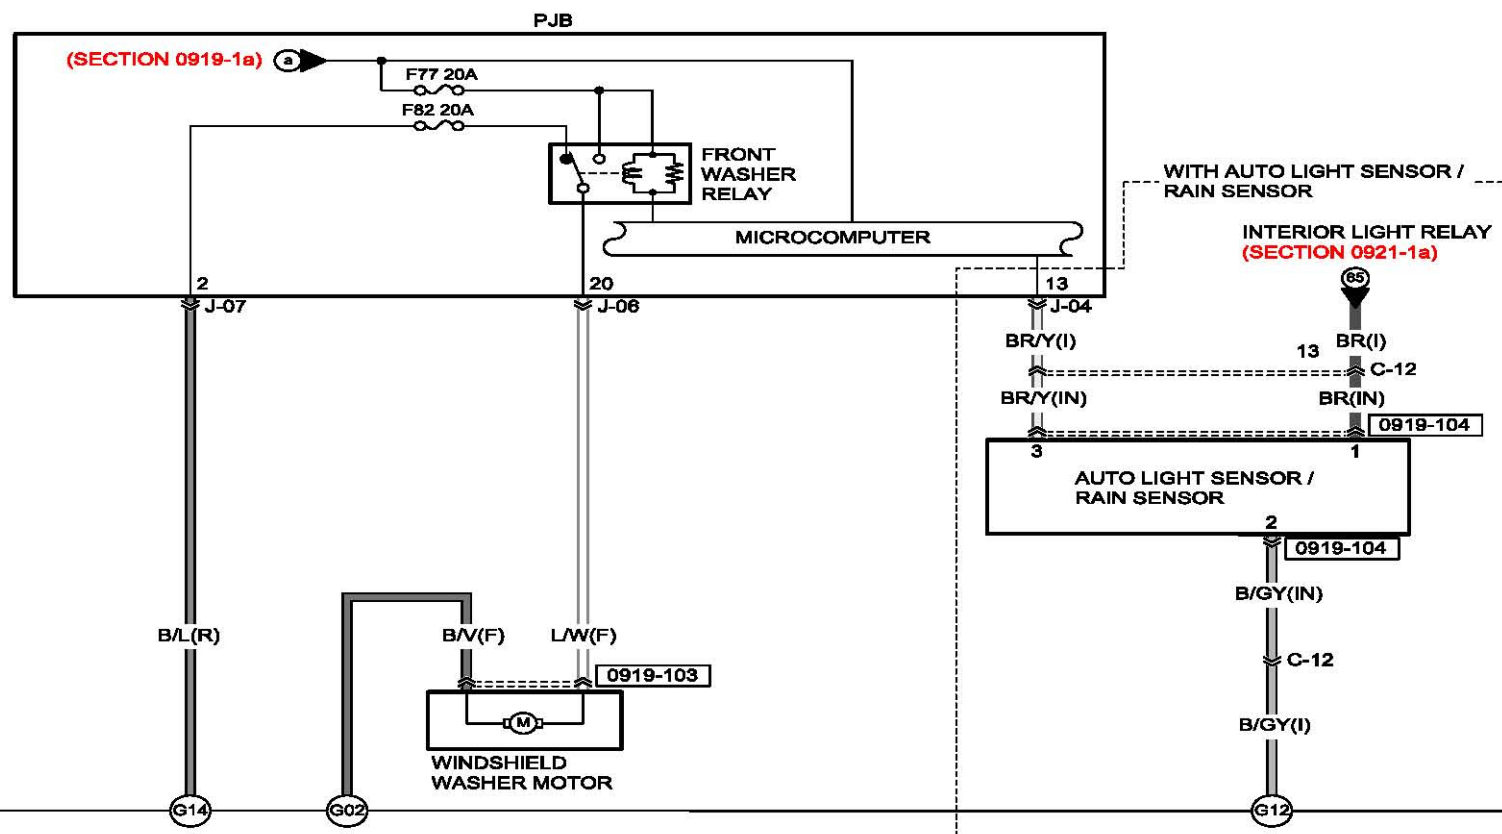 PJB
(SECTION 0919-1a) a
F77 20A
F82 20A
FRONT
WASHER
RELAY
MICROCOMPUTER
WITH AUTO LIGHT SENSOR /
RAIN SENSOR
INTERIOR LIGHT RELAY
(SECTION 0921-1a)
65
2
20
13
J-07
J-06
J-04
BR/Y(I)
13
BR(I)
C-12
BR/Y(IN)
BR(IN)
0919-104
3
1
AUTO LIGHT SENSOR /
RAIN SENSOR
2
0919-104
B/GY(IN)
B/L(R)
B/V(F)
L/W(F)
C-12
0919-103
M
B/GY(I)
WINDSHIELD
WASHER MOTOR
G14
G02
G12